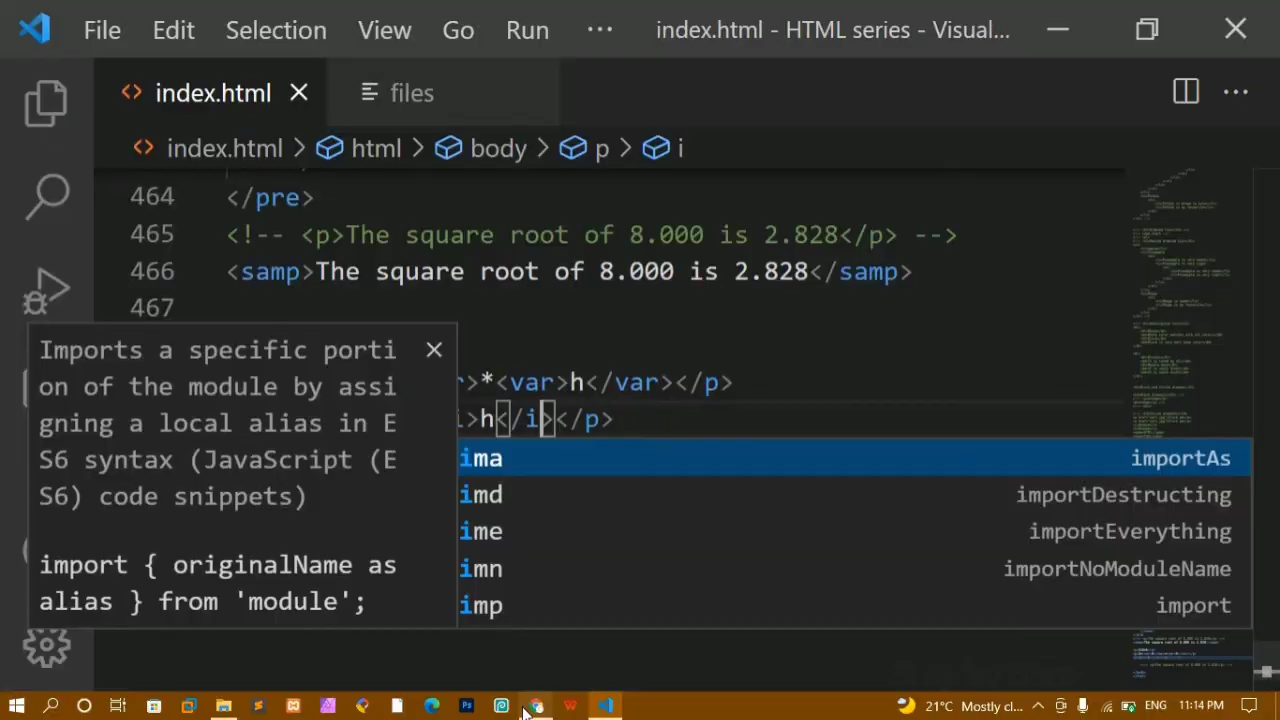 File Edit Selection View Go Run ··· index.html - HTML series - Visual...
index.html files
index.html > html > body > p > i
464 </pre>
465 <!-- <p>The square root of 8.000 is 2.828</p> -->
466 <samp>The square root of 8.000 is 2.828</samp>
467
>*<var>h</var></p>
>h</i></p>
Imports a specific porti
on of the module by assi
gning a local alias in E
S6 syntax (JavaScript (E
S6) code snippets)
import { originalName as
alias } from 'module';
ima importAs
imd importDestructing
ime importEverything
imn importNoModuleName
imp import
21°C Mostly cl... ENG 11:14 PM